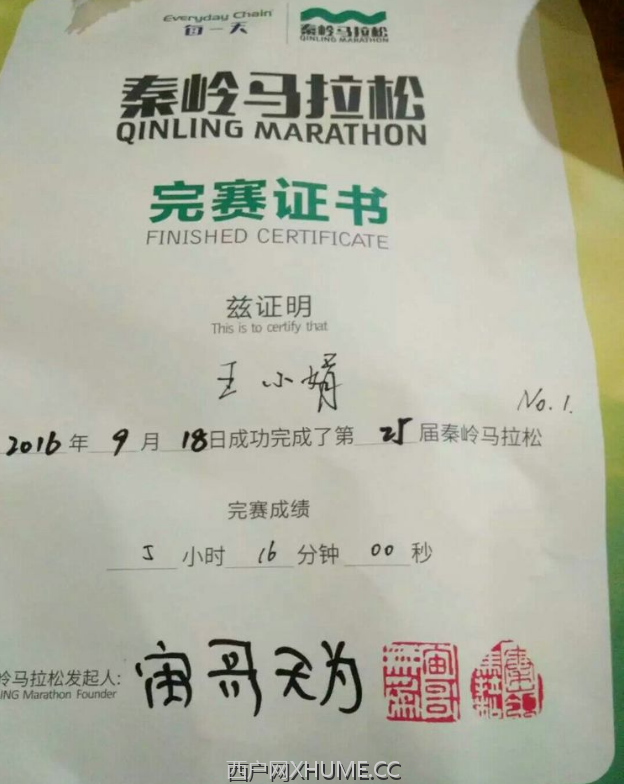 Everyday Chain
每一天
秦岭马拉松
QINLING MARATHON
秦岭马拉松
QINLING MARATHON
完赛证书
FINISHED CERTIFICATE
兹证明
This is to certify that
王小娟
No.1.
2016年9月18日成功完成了第25届秦岭马拉松
完赛成绩
5小时16分钟00秒
岭马拉松发起人:
ING Marathon Founder
西户网XHUME.CC